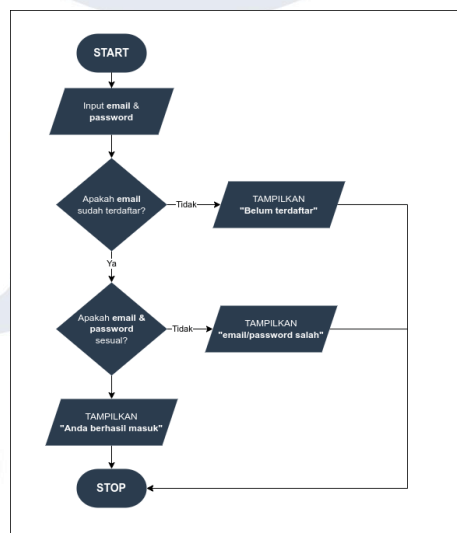 START
Input email &
password
Apakah email
sudah terdaftar?
Tidak
TAMPILKAN
"Belum terdaftar"
Ya
Apakah email &
password
sesuai?
Tidak
TAMPILKAN
"email/password salah"
TAMPILKAN
"Anda berhasil masuk"
STOP